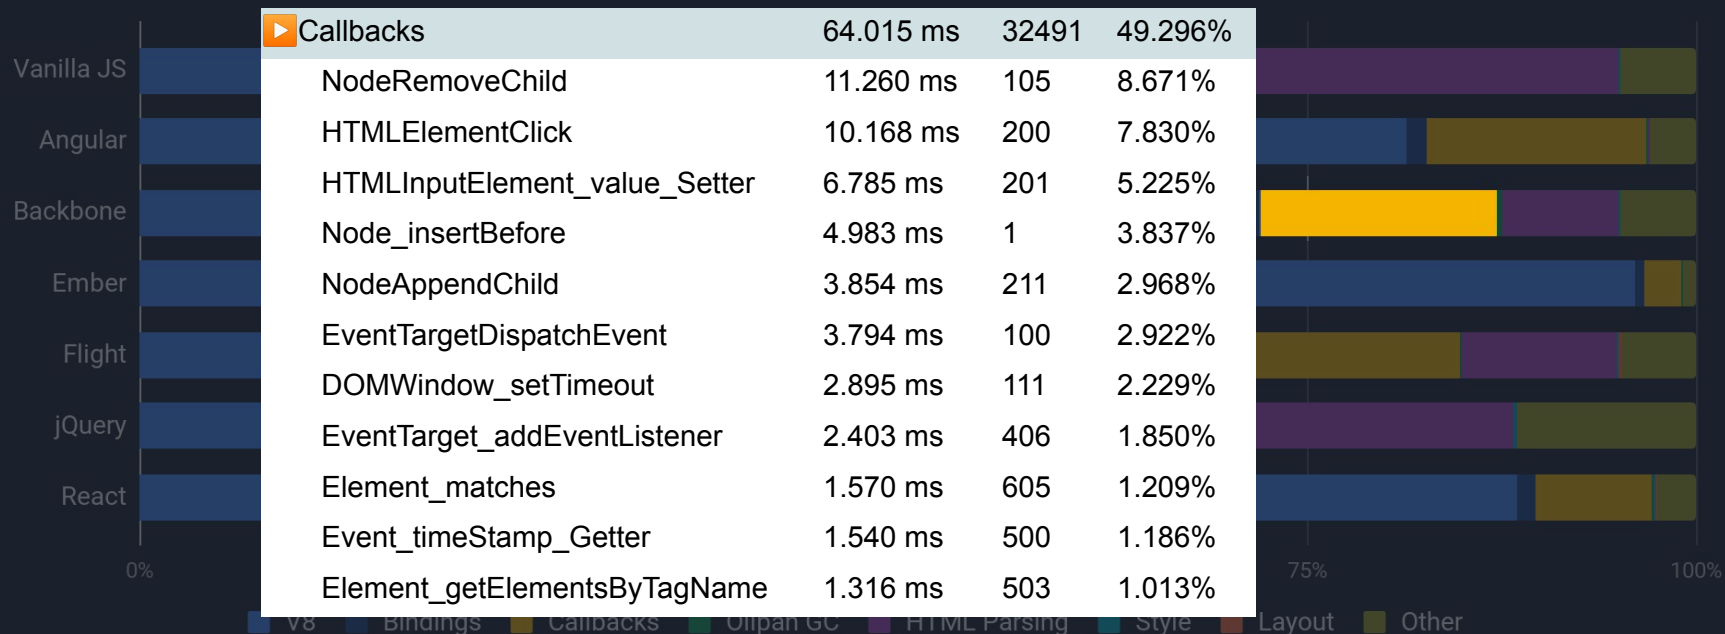 Callbacks 64.015 ms 32491 49.296%
NodeRemoveChild 11.260 ms 105 8.671%
HTMLElementClick 10.168 ms 200 7.830%
HTMLInputElement_value_Setter 6.785 ms 201 5.225%
Node_insertBefore 4.983 ms 1 3.837%
NodeAppendChild 3.854 ms 211 2.968%
EventTargetDispatchEvent 3.794 ms 100 2.922%
DOMWindow_setTimeout 2.895 ms 111 2.229%
EventTarget_addEventListener 2.403 ms 406 1.850%
Element_matches 1.570 ms 605 1.209%
Event_timeStamp_Getter 1.540 ms 500 1.186%
Element_getElementsByTagName 1.316 ms 503 1.013%
Vanilla JS
Angular
Backbone
Ember
Flight
jQuery
React
0% 75% 100%
V8 Bindings Callbacks Oilpan GC HTML Parsing Style Layout Other